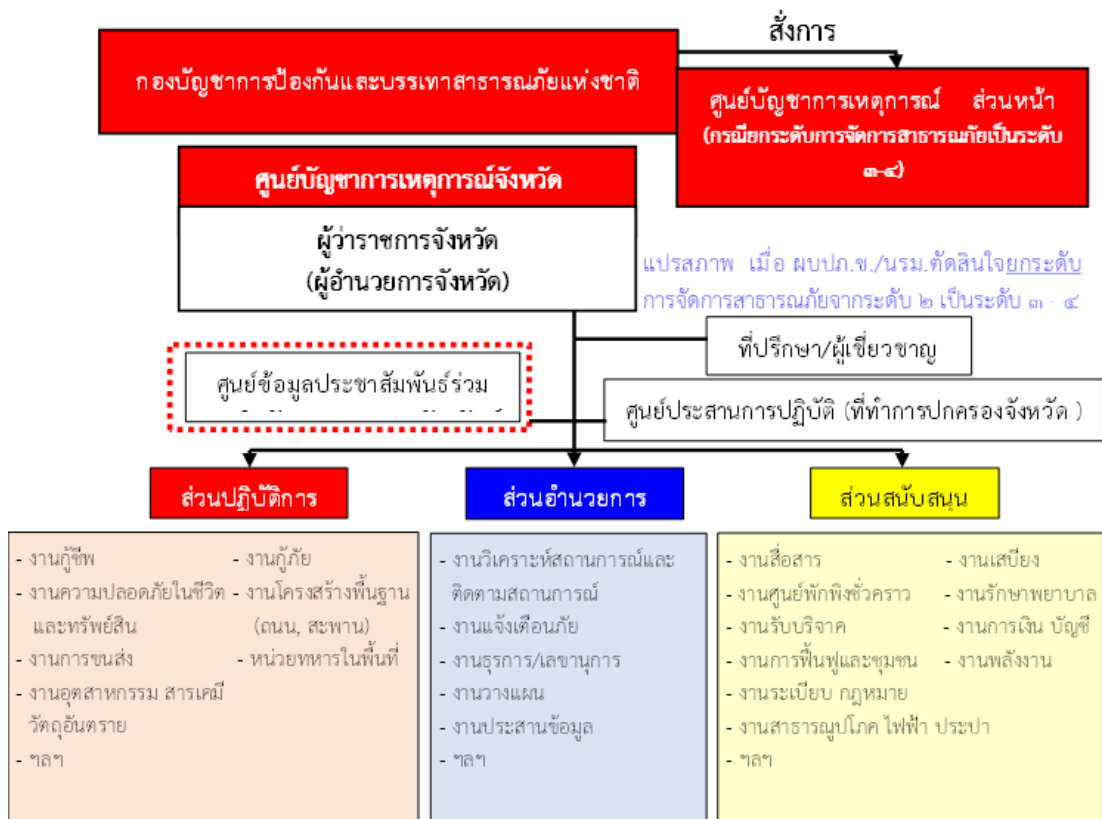 สั่งการ
กองบัญชาการป้องกันและบรรเทาสาธารณภัยแห่งชาติ
ศูนย์บัญชาการเหตุการณ์ ส่วนหน้า
(กรณียกระดับการจัดการสาธารณภัยเป็นระดับ
๓-๔)
ศูนย์บัญชาการเหตุการณ์จังหวัด
ผู้ว่าราชการจังหวัด
(ผู้อำนวยการจังหวัด)
แปรสภาพ เมื่อ ผบปภ.ช./นรม.ตัดสินใจยกระดับ
การจัดการสาธารณภัยจากระดับ ๒ เป็นระดับ ๓ - ๔
ที่ปรึกษา/ผู้เชี่ยวชาญ
ศูนย์ข้อมูลประชาสัมพันธ์ร่วม
ศูนย์ประสานการปฏิบัติ (ที่ทำการปกครองจังหวัด )
ส่วนปฏิบัติการ
- งานกู้ชีพ
- งานความปลอดภัยในชีวิต
และทรัพย์สิน
- งานการขนส่ง
- งานอุตสาหกรรม สารเคมี
วัตถุอันตราย
- ฯลฯ
- งานกู้ภัย
- งานโครงสร้างพื้นฐาน
(ถนน, สะพาน)
- หน่วยทหารในพื้นที่
ส่วนอำนวยการ
- งานวิเคราะห์สถานการณ์และ
ติดตามสถานการณ์
- งานแจ้งเตือนภัย
- งานธุรการ/เลขานุการ
- งานวางแผน
- งานประสานข้อมูล
- ฯลฯ
ส่วนสนับสนุน
- งานสื่อสาร
- งานศูนย์พักพิงชั่วคราว
- งานรับบริจาค
- งานการฟื้นฟูและชุมชน
- งานระเบียบ กฎหมาย
- งานสาธารณูปโภค ไฟฟ้า ประปา
- ฯลฯ
- งานเสบียง
- งานรักษาพยาบาล
- งานการเงิน บัญชี
- งานพลังงาน